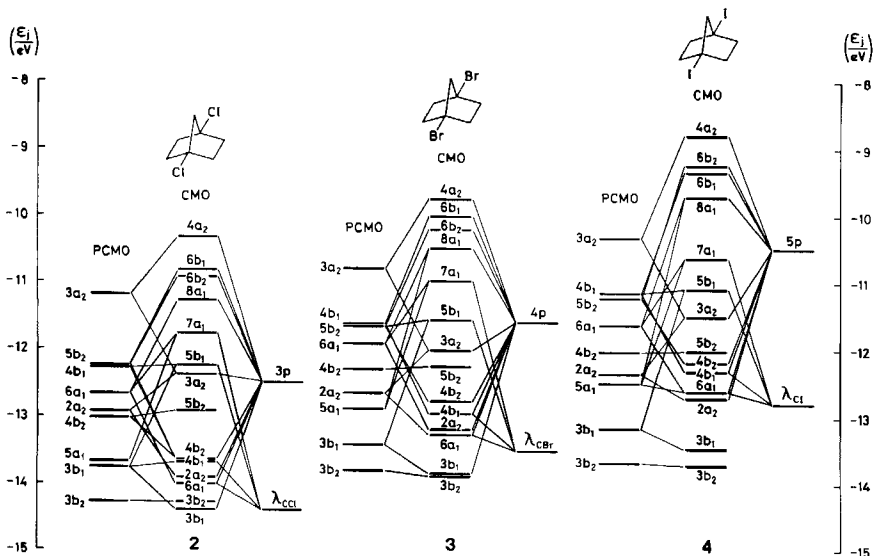 (εj/eV)
-8
-9
-10
-11
-12
-13
-14
-15
Cl
Cl
CMO
PCMO
3a₂
5b₂
4b₁
6a₁
2a₂
4b₂
5a₁
3b₁
3b₂
4a₂
6b₁
6b₂
8a₁
7a₁
5b₁
3a₂
5b₂
4b₂
4b₁
2a₂
6a₁
3b₂
3b₁
3p
λCCl
2
Br
Br
CMO
PCMO
3a₂
4b₁
5b₂
6a₁
4b₂
2a₂
5a₁
3b₁
3b₂
4a₂
6b₁
6b₂
8a₁
7a₁
5b₁
3a₂
5b₂
4b₂
4b₁
2a₂
6a₁
3b₁
3b₂
4p
λCBr
3
I
I
CMO
PCMO
3a₂
4b₁
5b₂
6a₁
4b₂
2a₂
5a₁
3b₁
3b₂
4a₂
6b₂
6b₁
8a₁
7a₁
5b₁
3a₂
5b₂
4b₂
4b₁
6a₁
2a₂
3b₁
3b₂
5p
λCI
4
(εj/eV)
-8
-9
-10
-11
-12
-13
-14
-15